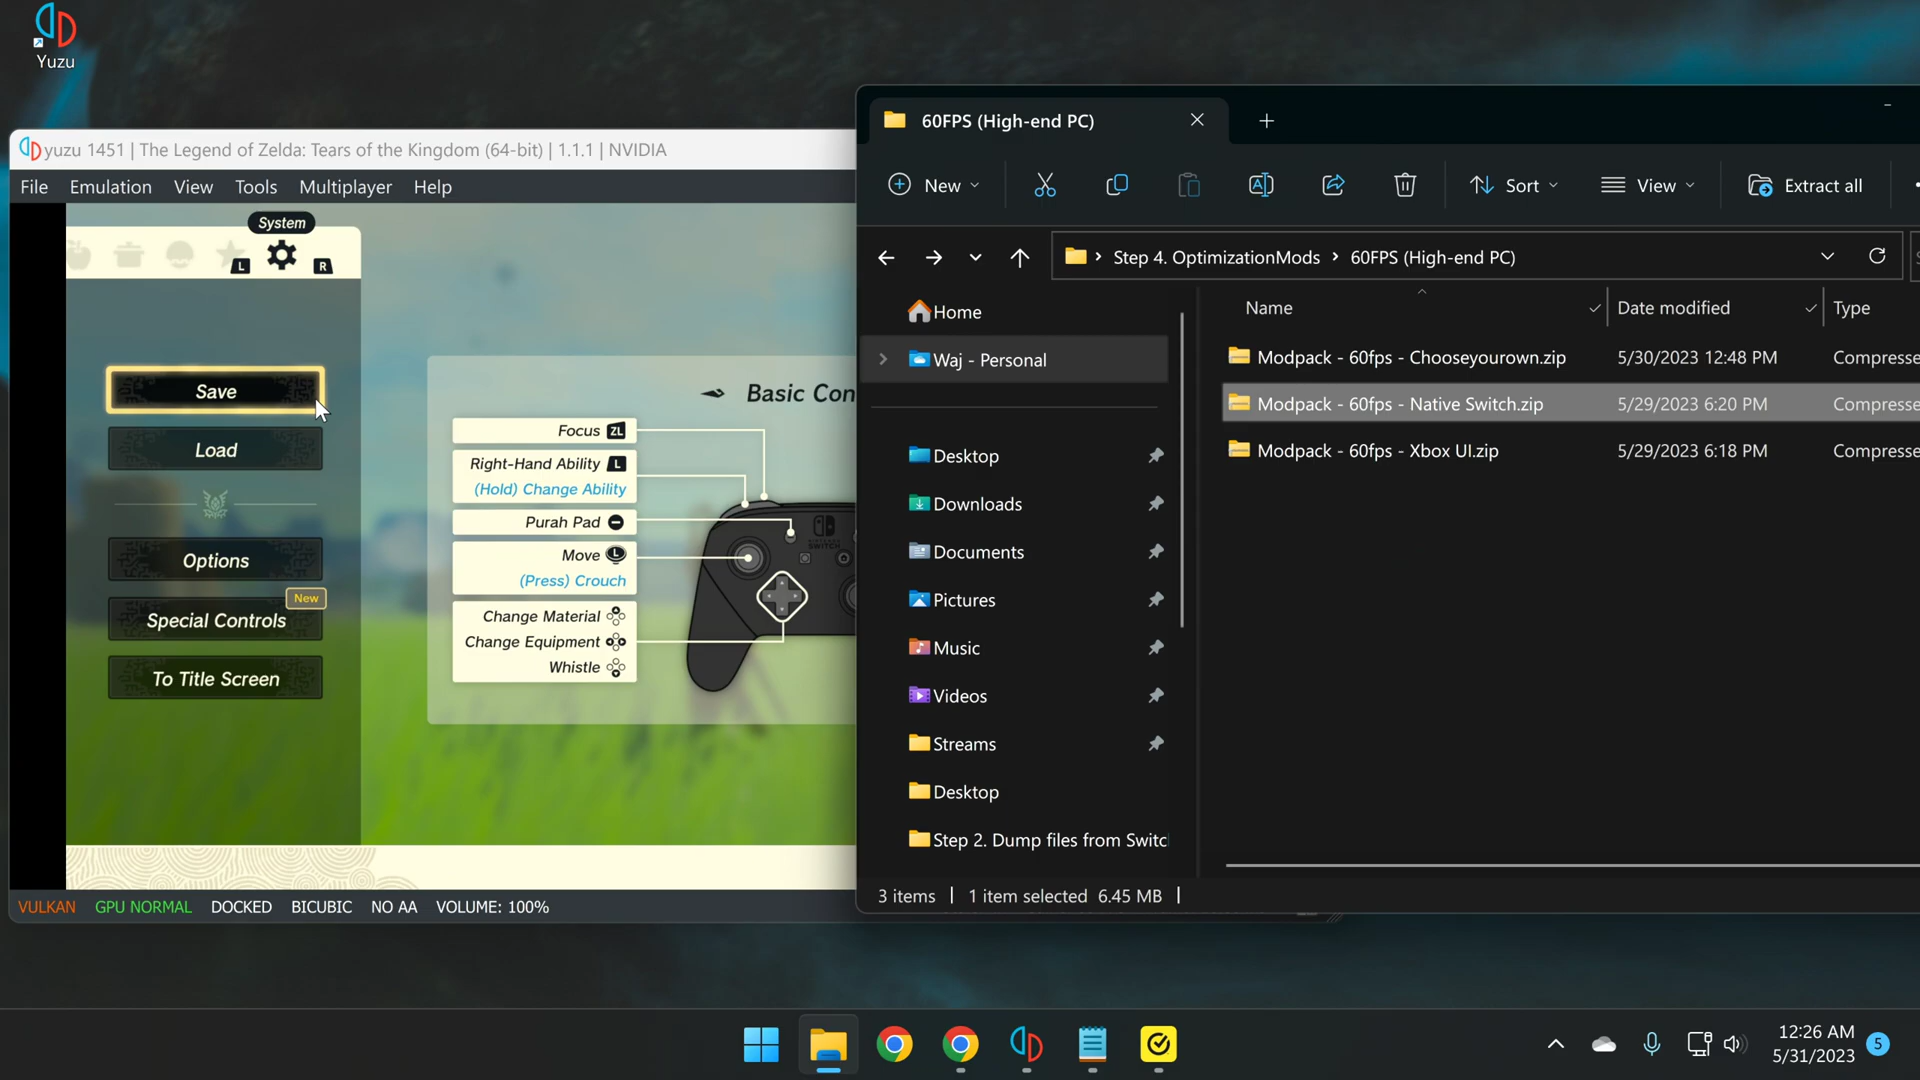 Yuzu
yuzu 1451 | The Legend of Zelda: Tears of the Kingdom (64-bit) | 1.1.1 | NVIDIA
File Emulation View Tools Multiplayer Help
System
L R
Save
Load
Options
New
Special Controls
To Title Screen
Basic Con
Focus ZL
Right-Hand Ability L
(Hold) Change Ability
Purah Pad
Move L
(Press) Crouch
Change Material
Change Equipment
Whistle
VULKAN GPU NORMAL DOCKED BICUBIC NO AA VOLUME: 100%
60FPS (High-end PC)
New Sort View Extract all
Step 4. OptimizationMods > 60FPS (High-end PC)
Home
Waj - Personal
Desktop
Downloads
Documents
Pictures
Music
Videos
Streams
Desktop
Step 2. Dump files from Switc
Name Date modified Type
Modpack - 60fps - Chooseyourown.zip 5/30/2023 12:48 PM Compresse
Modpack - 60fps - Native Switch.zip 5/29/2023 6:20 PM Compresse
Modpack - 60fps - Xbox UI.zip 5/29/2023 6:18 PM Compresse
3 items | 1 item selected 6.45 MB |
12:26 AM
5/31/2023
5